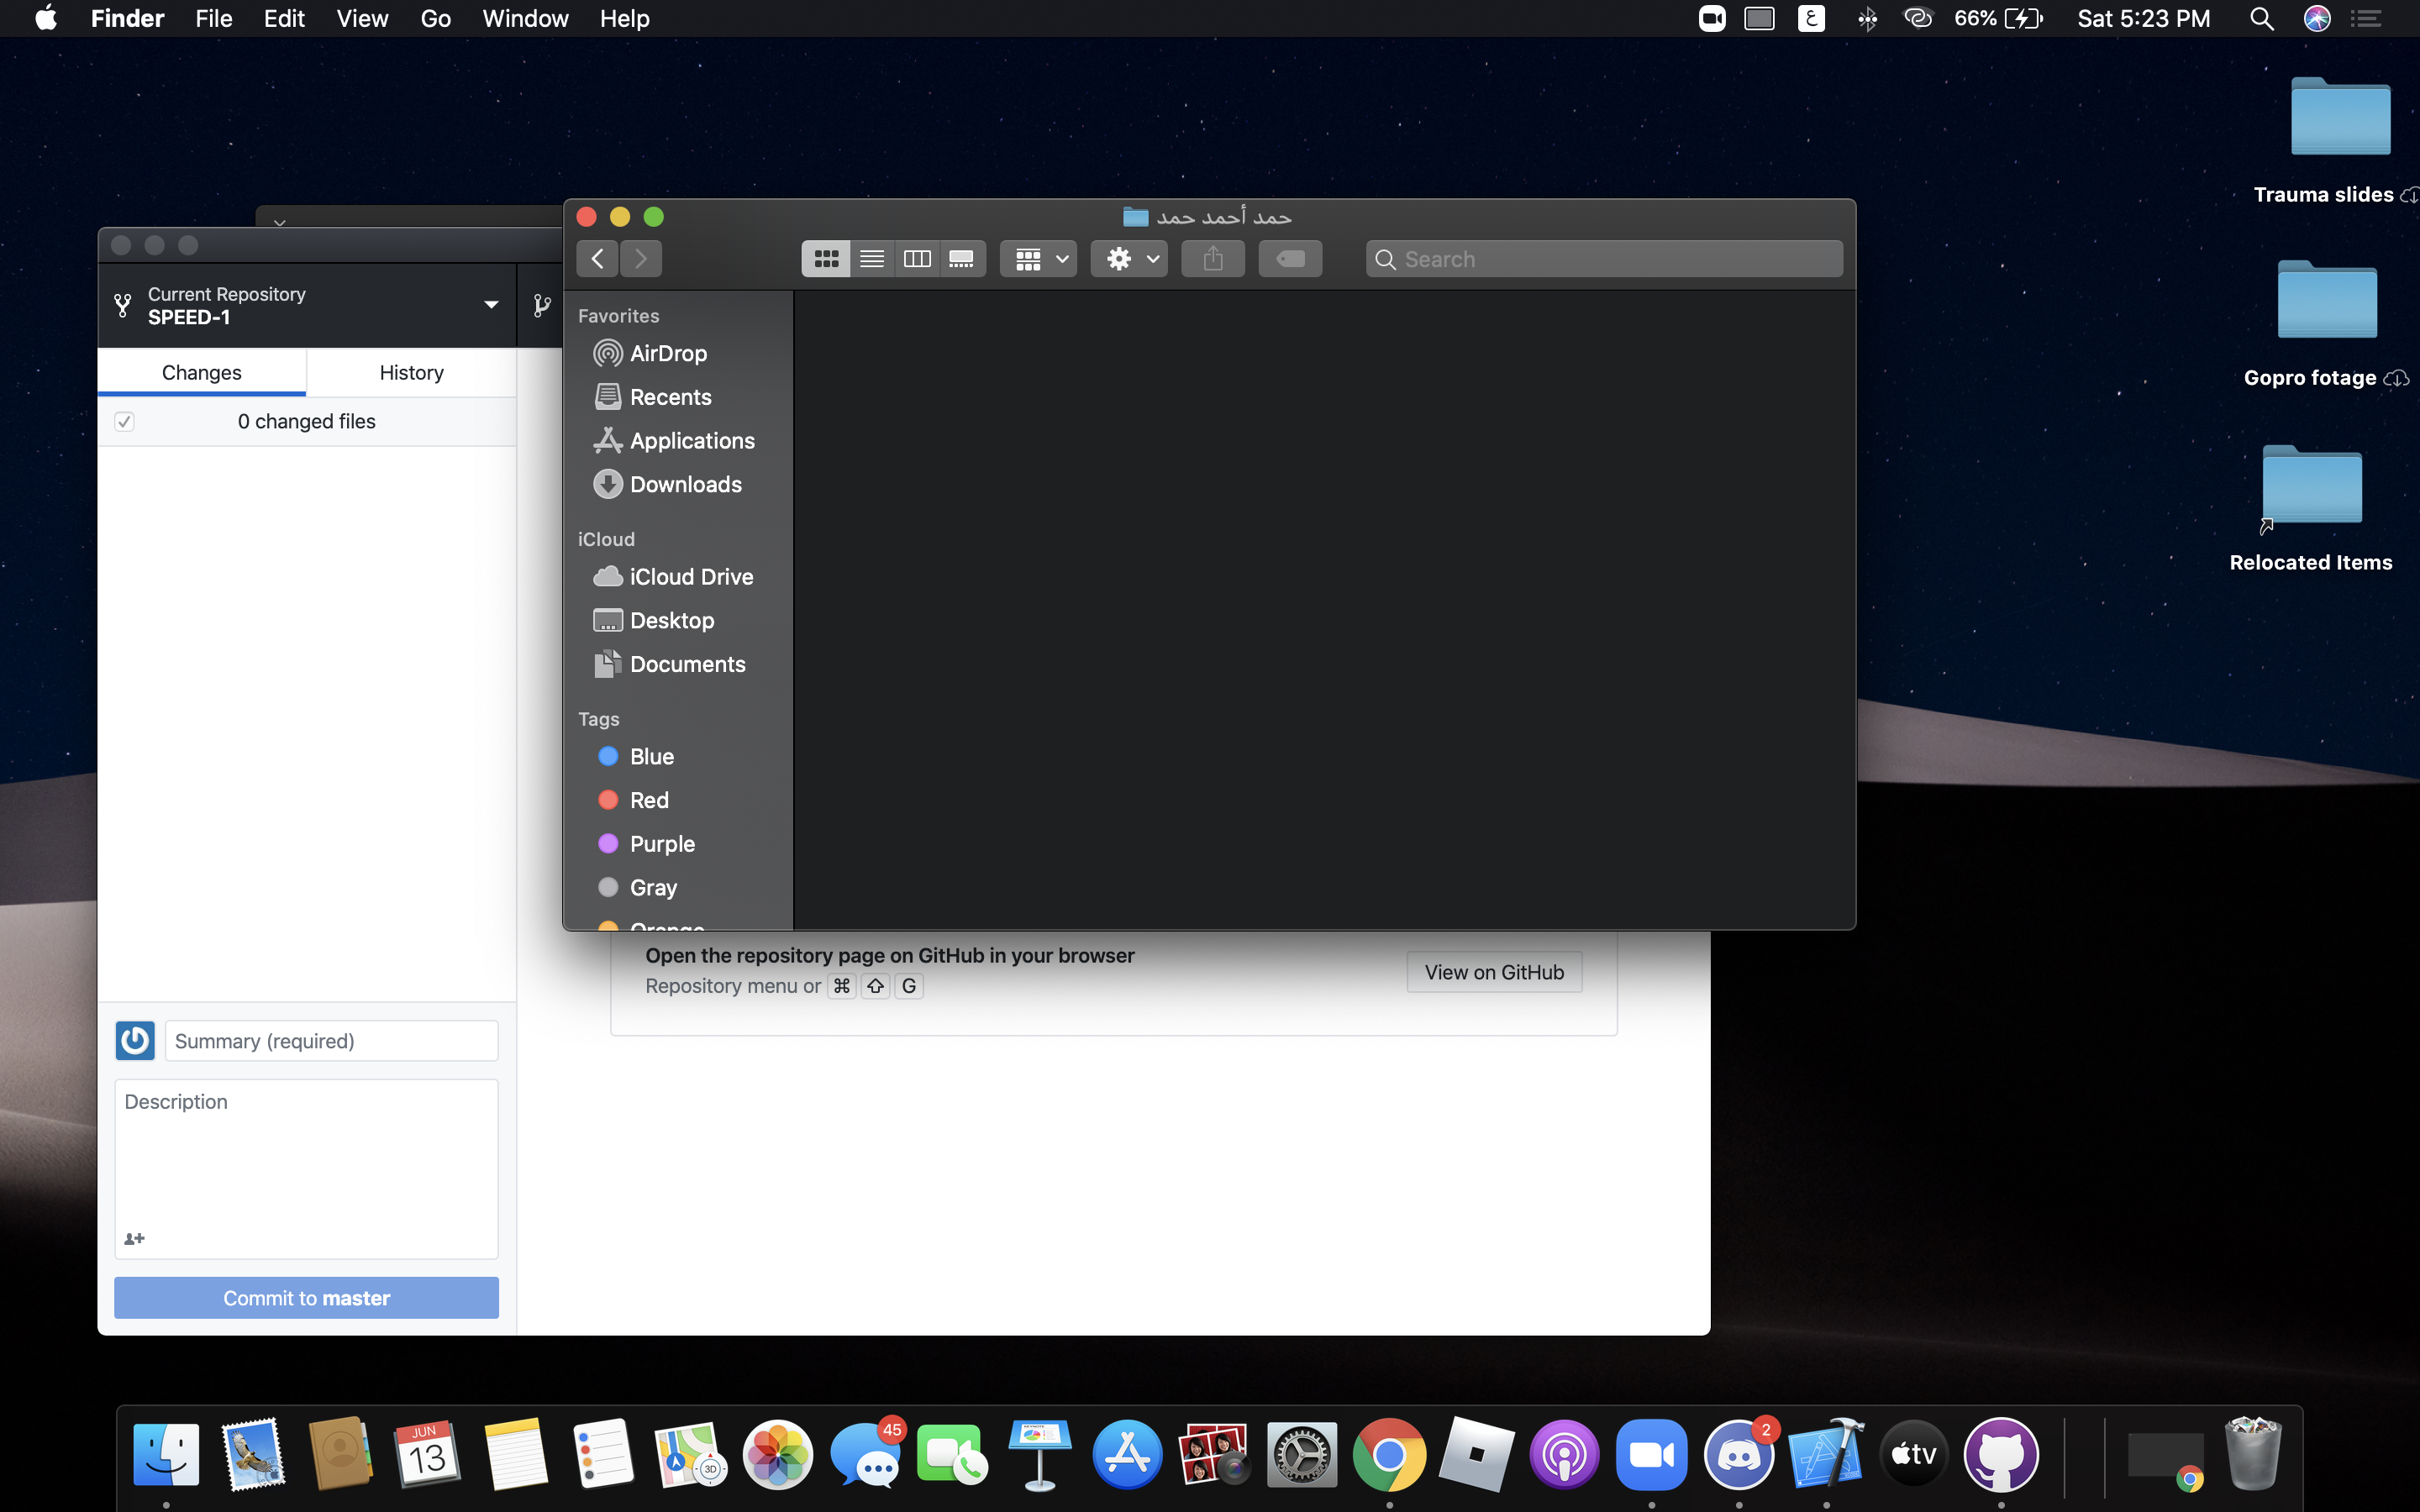 Finder File Edit View Go Window Help
ع 66% Sat 5:23 PM
Trauma slides
Gopro fotage
Relocated Items
حمد أحمد حمد
Search
Favorites
AirDrop
Recents
Applications
Downloads
iCloud
iCloud Drive
Desktop
Documents
Tags
Blue
Red
Purple
Gray
Orange
Current Repository
SPEED-1
Changes History
0 changed files
Summary (required)
Description
Commit to master
Open the repository page on GitHub in your browser
Repository menu or ⌘ ⇧ G
View on GitHub
JUN
13
3D
45
2
tv